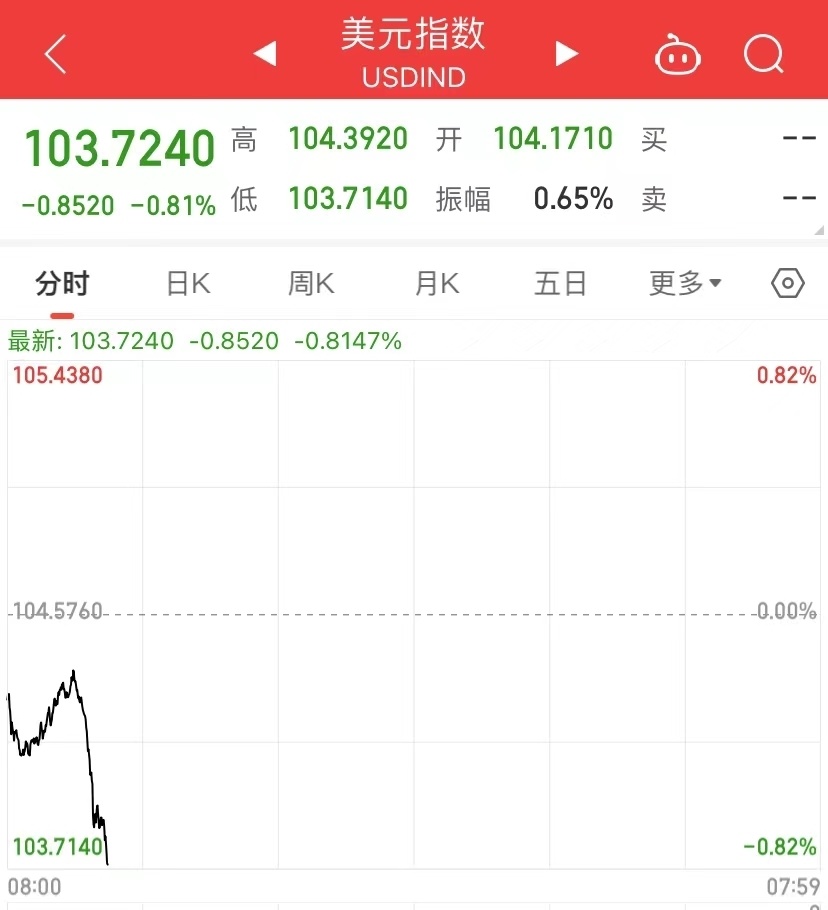 美元指数
USDIND
103.7240 高 104.3920 开 104.1710 买 --
-0.8520 -0.81% 低 103.7140 振幅 0.65% 卖 --
分时 日K 周K 月K 五日 更多
最新: 103.7240 -0.8520 -0.8147%
105.4380 0.82%
104.5760 0.00%
103.7140 -0.82%
08:00 07:59